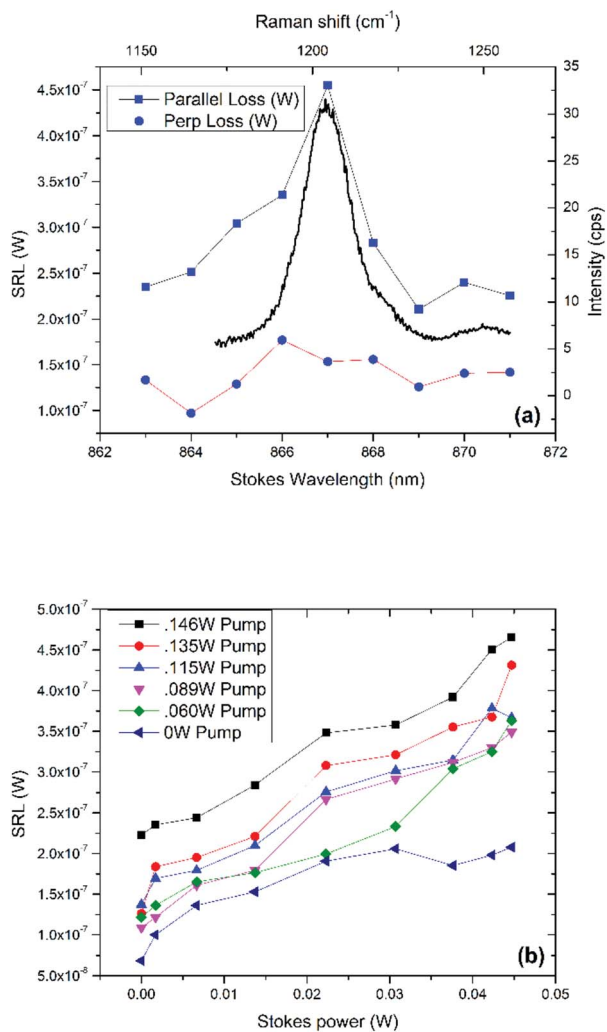 Raman shift (cm⁻¹)
1150 1200 1250
4.5x10⁻⁷
4.0x10⁻⁷
3.5x10⁻⁷
3.0x10⁻⁷
2.5x10⁻⁷
2.0x10⁻⁷
1.5x10⁻⁷
1.0x10⁻⁷
SRL (W)
Parallel Loss (W)
Perp Loss (W)
35
30
25
20
15
10
5
0
Intensity (cps)
(a)
862 864 866 868 870 872
Stokes Wavelength (nm)
5.0x10⁻⁷
4.5x10⁻⁷
4.0x10⁻⁷
3.5x10⁻⁷
3.0x10⁻⁷
2.5x10⁻⁷
2.0x10⁻⁷
1.5x10⁻⁷
1.0x10⁻⁷
5.0x10⁻⁸
SRL (W)
.146W Pump
.135W Pump
.115W Pump
.089W Pump
.060W Pump
0W Pump
(b)
0.00 0.01 0.02 0.03 0.04 0.05
Stokes power (W)